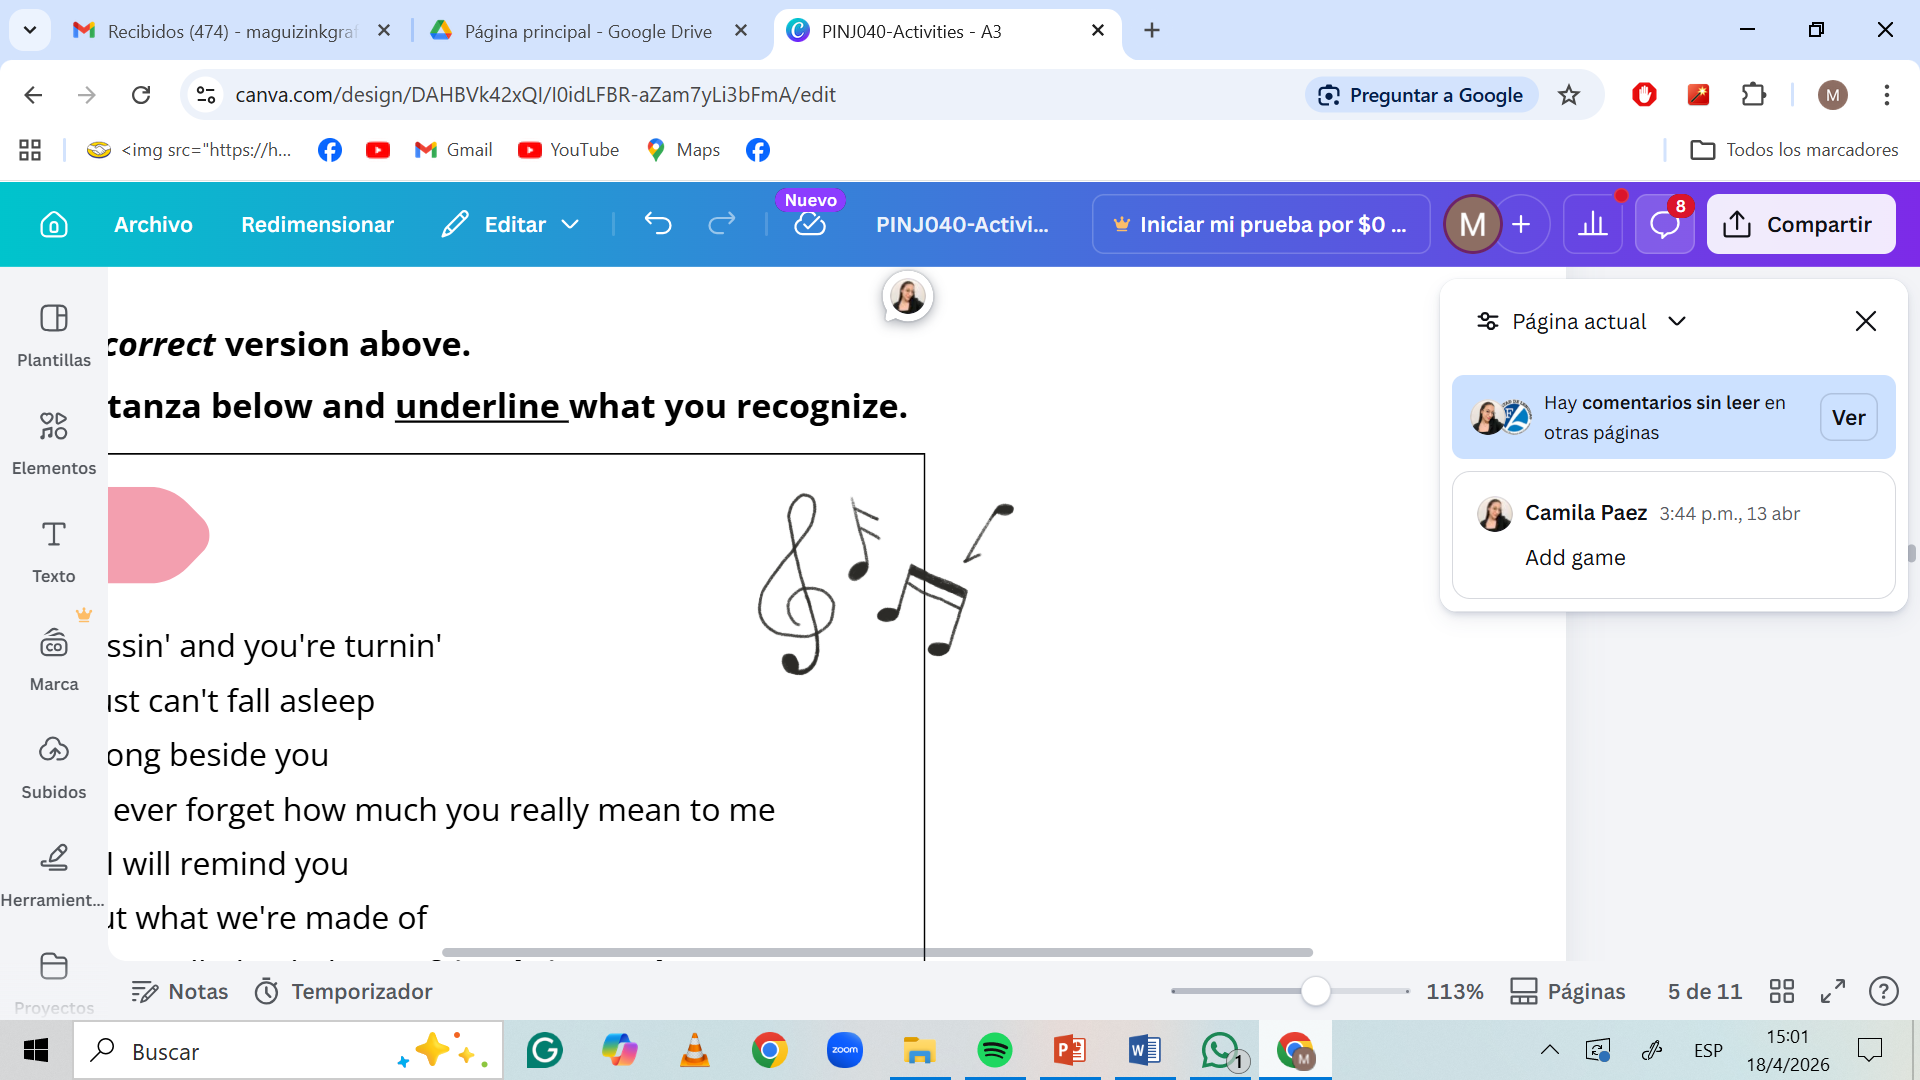 Recibidos (474) - maguizinkgraf
Página principal - Google Drive
PINJ040-Activities - A3
canva.com/design/DAHBVk42xQI/I0idLFBR-aZam7yLi3bFmA/edit
Preguntar a Google
M
<img src="https://h...
Gmail
YouTube
Maps
Todos los marcadores
Archivo
Redimensionar
Editar
Nuevo
PINJ040-Activi...
Iniciar mi prueba por $0 ...
M
8
Compartir
Plantillas
Elementos
Texto
Marca
Subidos
Herramient...
Proyectos
correct version above.
tanza below and underline what you recognize.
ssin' and you're turnin'
ust can't fall asleep
ong beside you
ever forget how much you really mean to me
I will remind you
ut what we're made of
Página actual
Hay comentarios sin leer en
otras páginas
Ver
Camila Paez 3:44 p.m., 13 abr
Add game
Notas
Temporizador
113%
Páginas
5 de 11
Buscar
zoom
1
M
ESP
15:01
18/4/2026